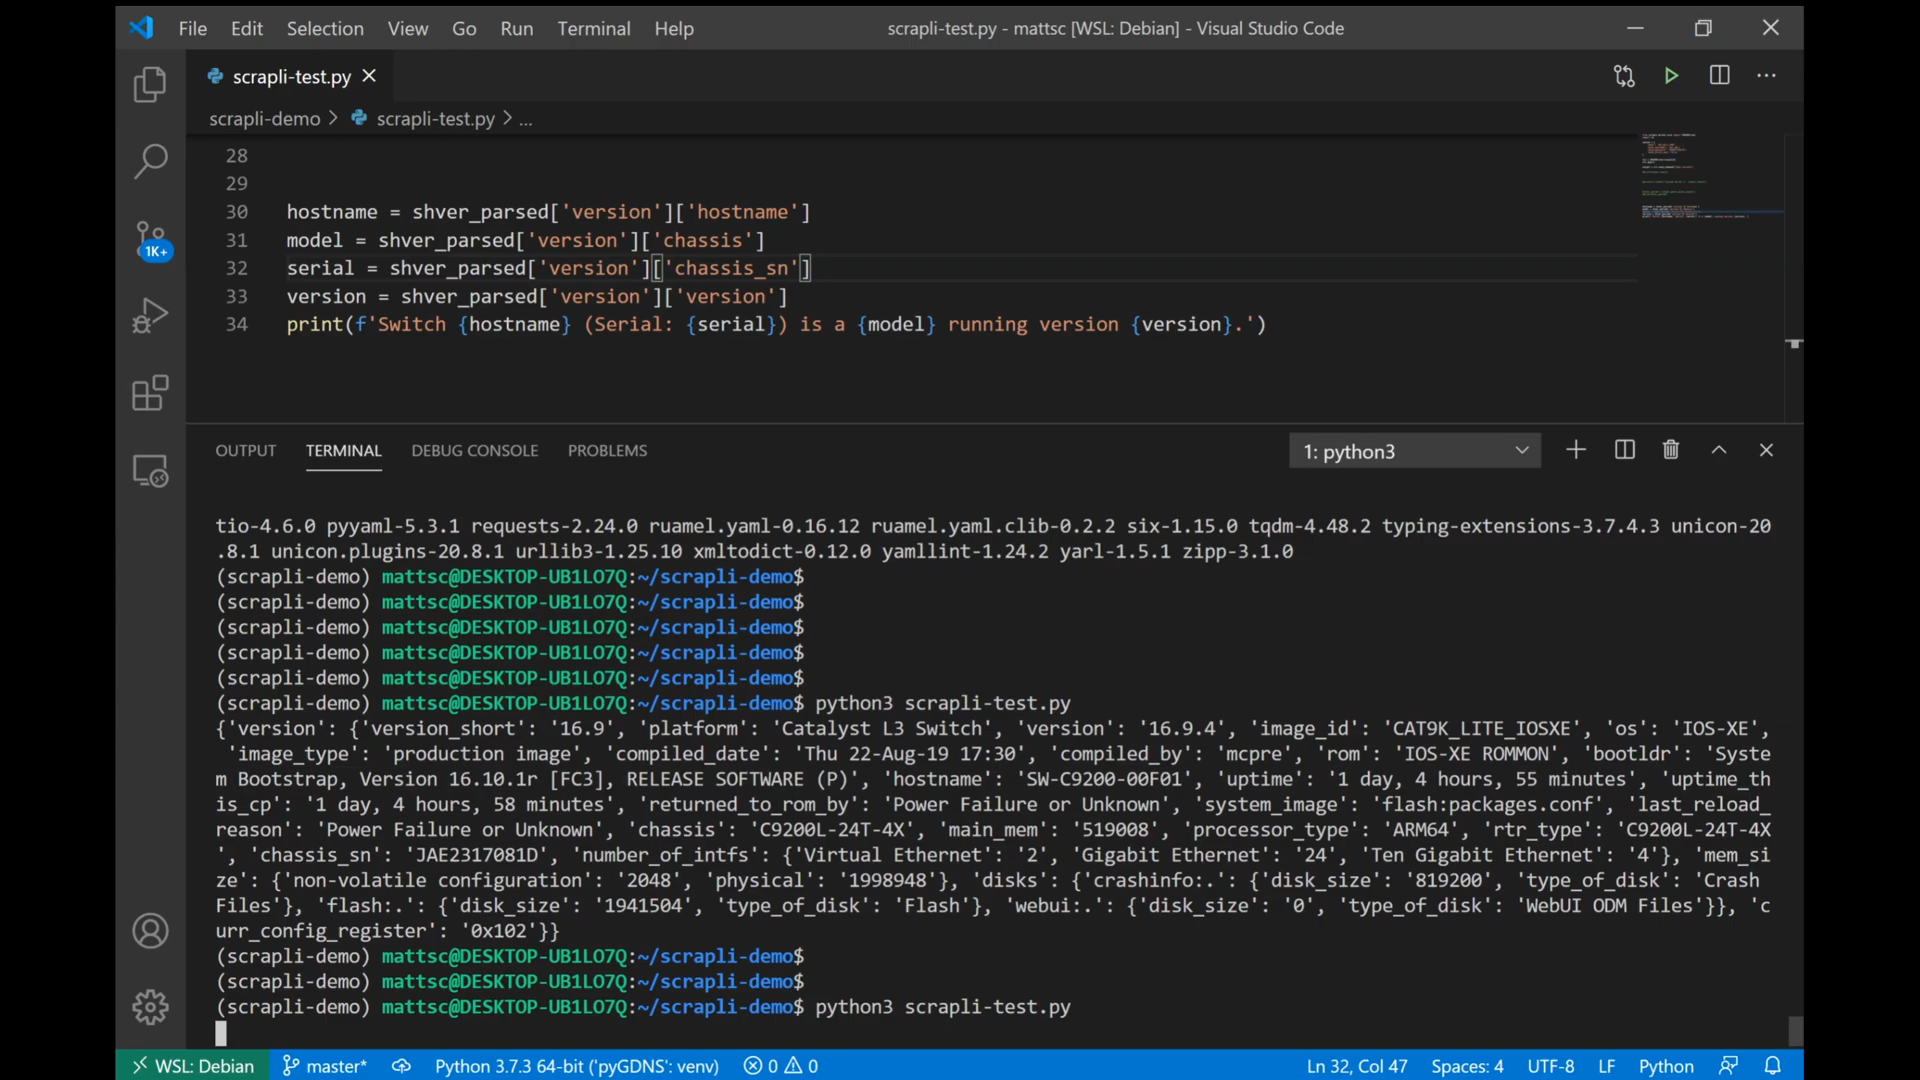 File Edit Selection View Go Run Terminal Help
scrapli-test.py - mattsc [WSL: Debian] - Visual Studio Code
scrapli-test.py
scrapli-demo > scrapli-test.py > ...
28
29
30 hostname = shver_parsed['version']['hostname']
31 model = shver_parsed['version']['chassis']
32 serial = shver_parsed['version']['chassis_sn']
33 version = shver_parsed['version']['version']
34 print(f'Switch {hostname} (Serial: {serial}) is a {model} running version {version}.')
1K+
OUTPUT TERMINAL DEBUG CONSOLE PROBLEMS
1: python3
tio-4.6.0 pyyaml-5.3.1 requests-2.24.0 ruamel.yaml-0.16.12 ruamel.yaml.clib-0.2.2 six-1.15.0 tqdm-4.48.2 typing-extensions-3.7.4.3 unicon-20
.8.1 unicon.plugins-20.8.1 urllib3-1.25.10 xmltodict-0.12.0 yamllint-1.24.2 yarl-1.5.1 zipp-3.1.0
(scrapli-demo) mattsc@DESKTOP-UB1LO7Q:~/scrapli-demo$
(scrapli-demo) mattsc@DESKTOP-UB1LO7Q:~/scrapli-demo$
(scrapli-demo) mattsc@DESKTOP-UB1LO7Q:~/scrapli-demo$
(scrapli-demo) mattsc@DESKTOP-UB1LO7Q:~/scrapli-demo$
(scrapli-demo) mattsc@DESKTOP-UB1LO7Q:~/scrapli-demo$
(scrapli-demo) mattsc@DESKTOP-UB1LO7Q:~/scrapli-demo$ python3 scrapli-test.py
{'version': {'version_short': '16.9', 'platform': 'Catalyst L3 Switch', 'version': '16.9.4', 'image_id': 'CAT9K_LITE_IOSXE', 'os': 'IOS-XE',
'image_type': 'production image', 'compiled_date': 'Thu 22-Aug-19 17:30', 'compiled_by': 'mcpre', 'rom': 'IOS-XE ROMMON', 'bootldr': 'Syste
m Bootstrap, Version 16.10.1r [FC3], RELEASE SOFTWARE (P)', 'hostname': 'SW-C9200-00F01', 'uptime': '1 day, 4 hours, 55 minutes', 'uptime_th
is_cp': '1 day, 4 hours, 58 minutes', 'returned_to_rom_by': 'Power Failure or Unknown', 'system_image': 'flash:packages.conf', 'last_reload_
reason': 'Power Failure or Unknown', 'chassis': 'C9200L-24T-4X', 'main_mem': '519008', 'processor_type': 'ARM64', 'rtr_type': 'C9200L-24T-4X
', 'chassis_sn': 'JAE2317081D', 'number_of_intfs': {'Virtual Ethernet': '2', 'Gigabit Ethernet': '24', 'Ten Gigabit Ethernet': '4'}, 'mem_si
ze': {'non-volatile configuration': '2048', 'physical': '1998948'}, 'disks': {'crashinfo:.': {'disk_size': '819200', 'type_of_disk': 'Crash
Files'}, 'flash:.': {'disk_size': '1941504', 'type_of_disk': 'Flash'}, 'webui:.': {'disk_size': '0', 'type_of_disk': 'WebUI ODM Files'}}, 'c
urr_config_register': '0x102'}}
(scrapli-demo) mattsc@DESKTOP-UB1LO7Q:~/scrapli-demo$
(scrapli-demo) mattsc@DESKTOP-UB1LO7Q:~/scrapli-demo$
(scrapli-demo) mattsc@DESKTOP-UB1LO7Q:~/scrapli-demo$ python3 scrapli-test.py
WSL: Debian master* Python 3.7.3 64-bit ('pyGDNS': venv) 0 0 Ln 32, Col 47 Spaces: 4 UTF-8 LF Python